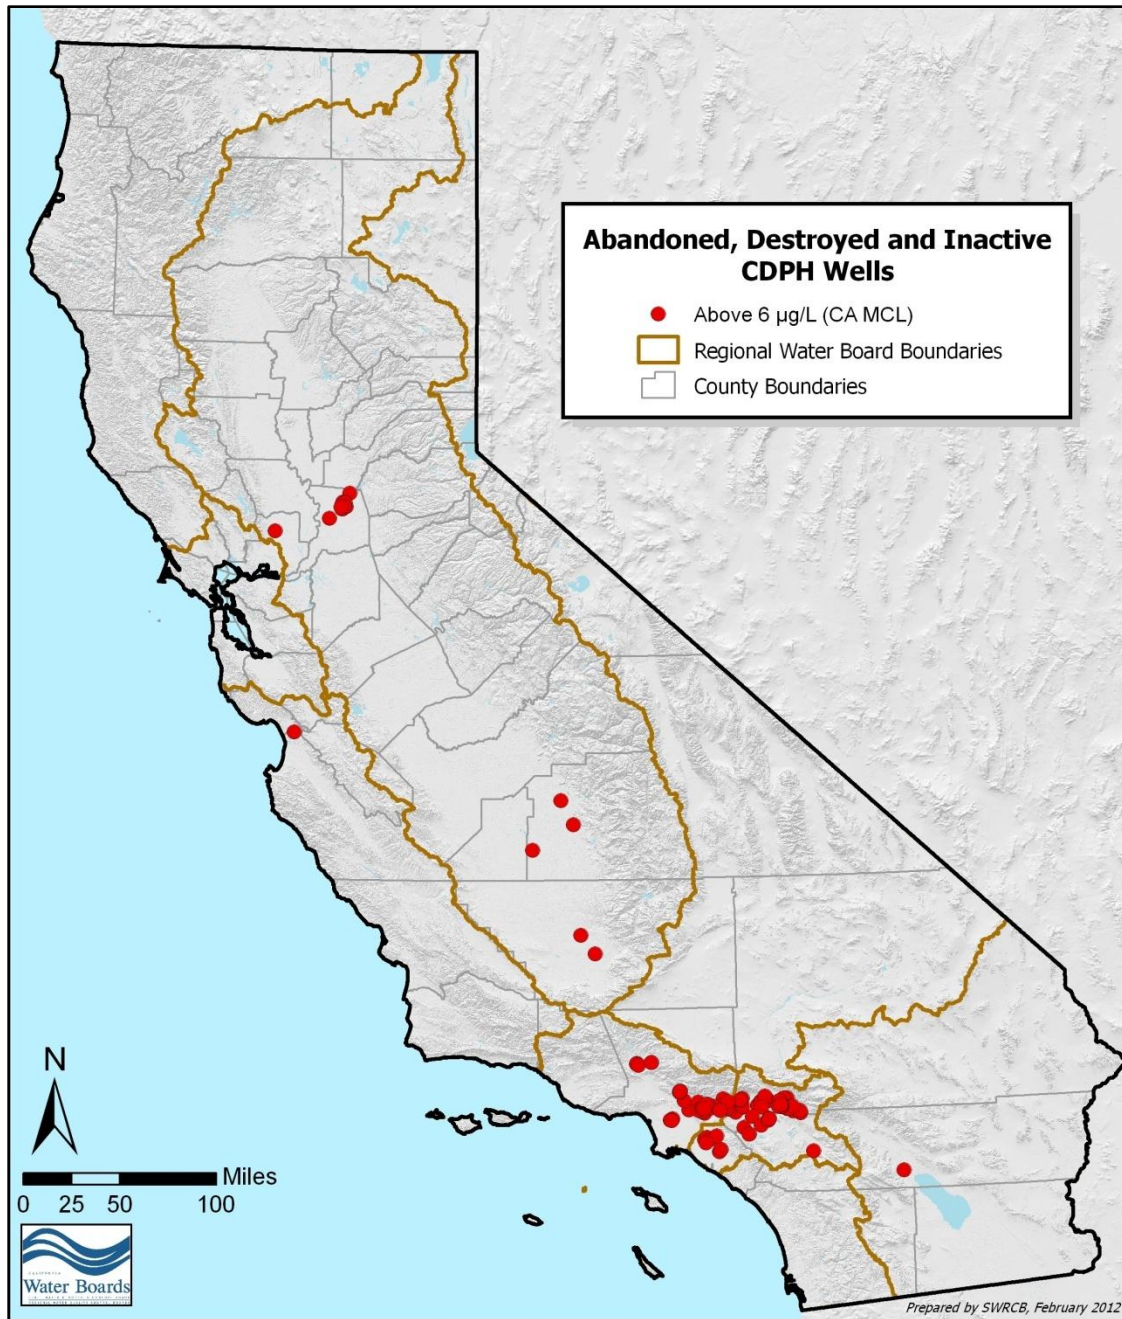 Abandoned, Destroyed and Inactive
CDPH Wells
Above 6 µg/L (CA MCL)
Regional Water Board Boundaries
County Boundaries
N
Miles
0 25 50 100
CALIFORNIA
Water Boards
Prepared by SWRCB, February 2012